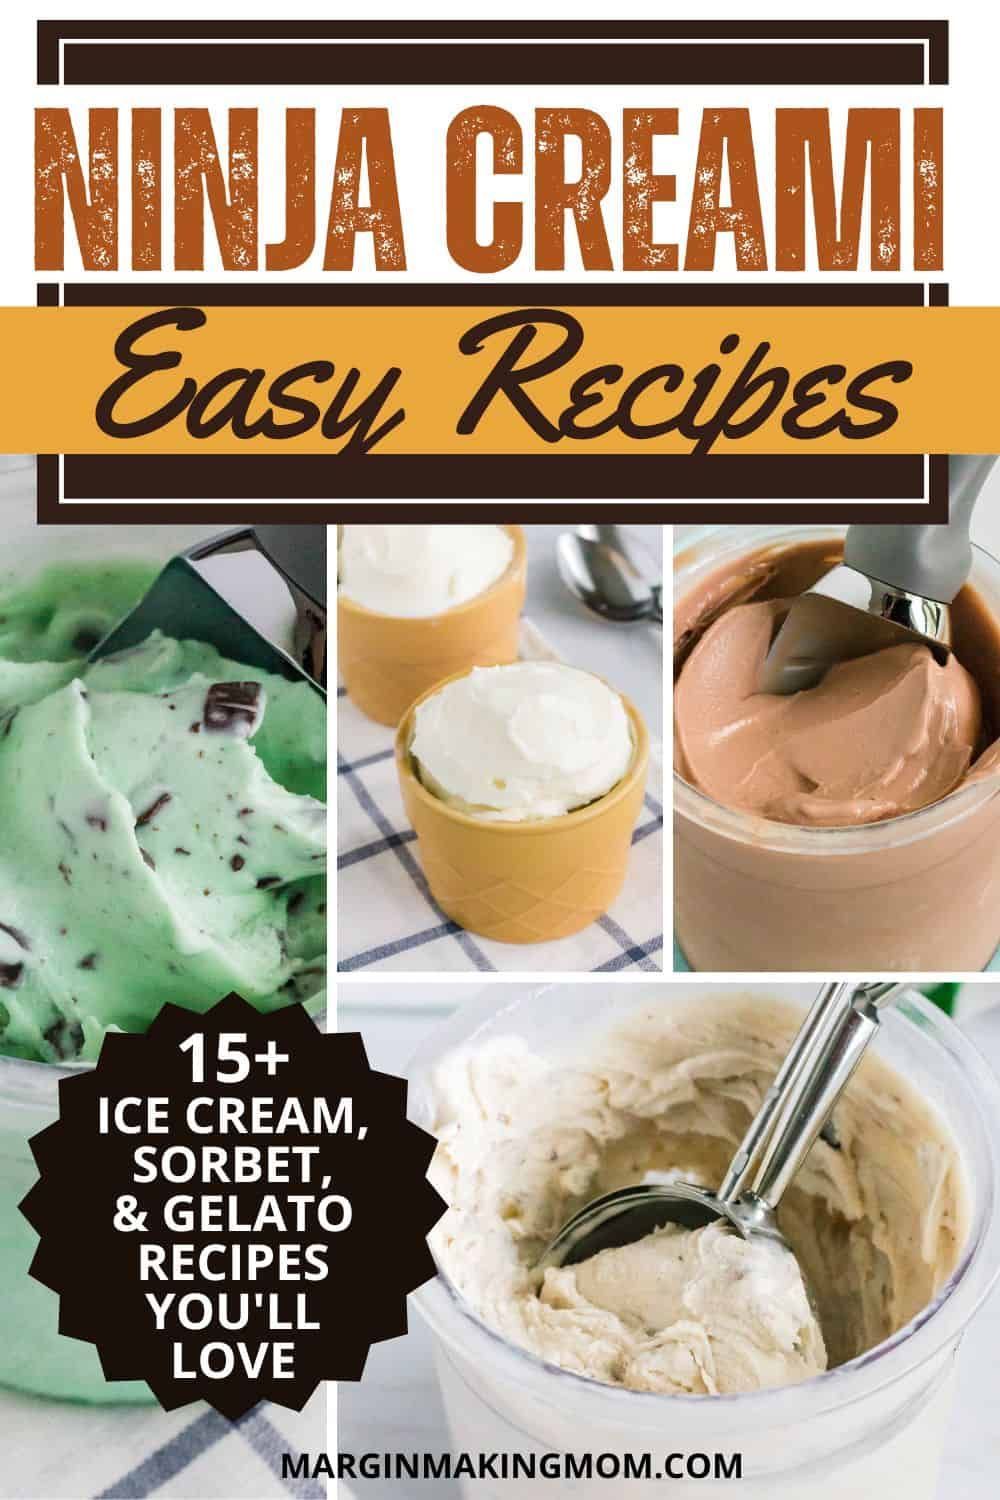 NINJA CREAMI
Easy Recipes
15+
ICE CREAM,
SORBET,
& GELATO
RECIPES
YOU'LL
LOVE
MARGINMAKINGMOM.COM